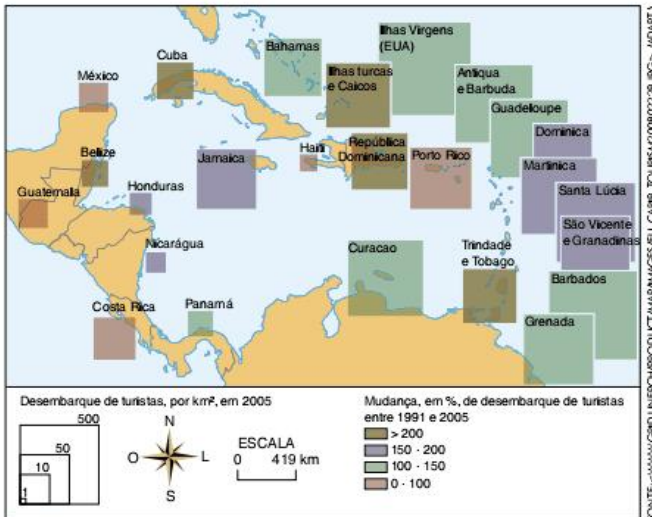 Cuba
Bahamas
Ilhas Virgens
(EUA)
Ilhas turcas
e Caicos
Antiqua
e Barbuda
Guadeloupe
México
Belize
Guatemala
Jamaica
Haiti
República
Dominicana
Porto Rico
Dominica
Martinica
Santa Lúcia
São Vicente
e Granadinas
Honduras
Nicarágua
Costa Rica
Panamá
Curacao
Trindade
e Tobago
Barbados
Grenada
Desembarque de turistas, por km², em 2005
500
50
10
1
N
O
L
S
ESCALA
0 419 km
Mudança, em %, de desembarque de turistas
entre 1991 e 2005
> 200
150 - 200
100 - 150
0 - 100